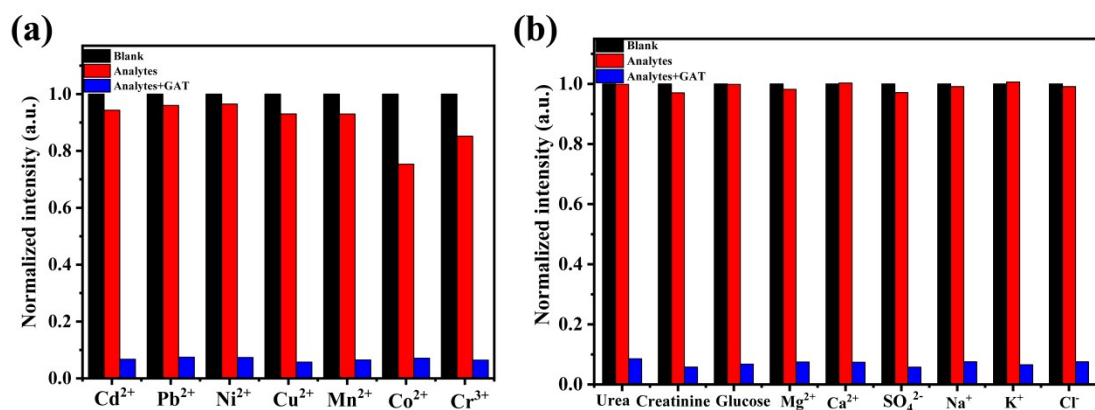 (a)
Normalized intensity (a.u.)
1.0
0.8
0.6
0.4
0.2
0.0
Blank
Analytes
Analytes+GAT
Cd²⁺ Pb²⁺ Ni²⁺ Cu²⁺ Mn²⁺ Co²⁺ Cr³⁺
(b)
Normalized intensity (a.u.)
1.0
0.8
0.6
0.4
0.2
0.0
Blank
Analytes
Analytes+GAT
Urea Creatinine Glucose Mg²⁺ Ca²⁺ SO₄²⁻ Na⁺ K⁺ Cl⁻